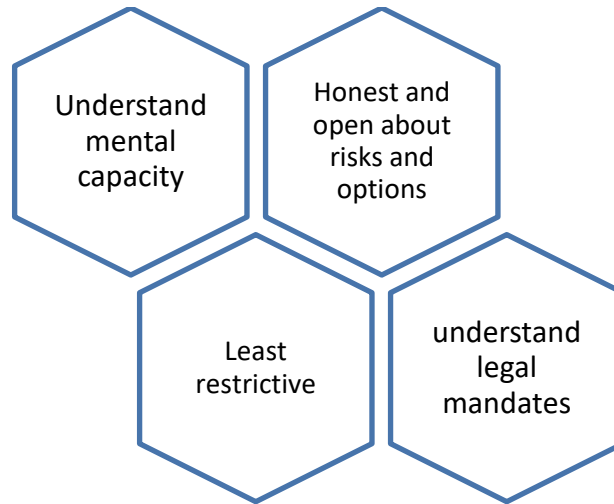 Understand
mental
capacity
Honest and
open about
risks and
options
Least
restrictive
understand
legal
mandates